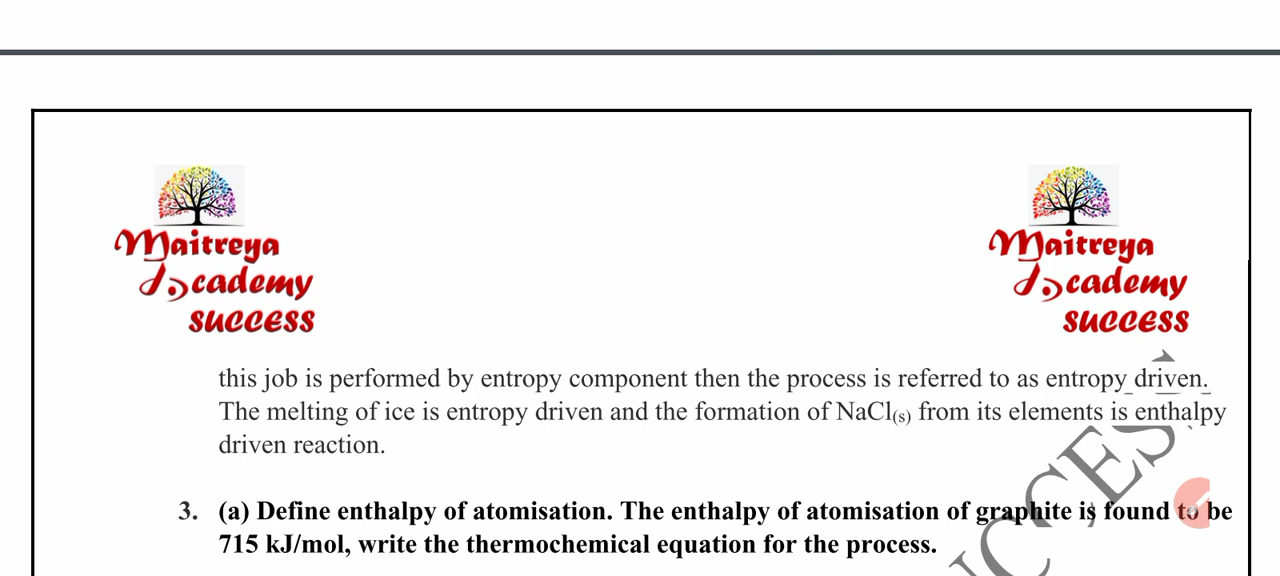 Maitreya
Academy
SUCCESS
Maitreya
Academy
SUCCESS
this job is performed by entropy component then the process is referred to as entropy driven.
The melting of ice is entropy driven and the formation of NaCl(s) from its elements is enthalpy
driven reaction.
3. (a) Define enthalpy of atomisation. The enthalpy of atomisation of graphite is found to be
715 kJ/mol, write the thermochemical equation for the process.